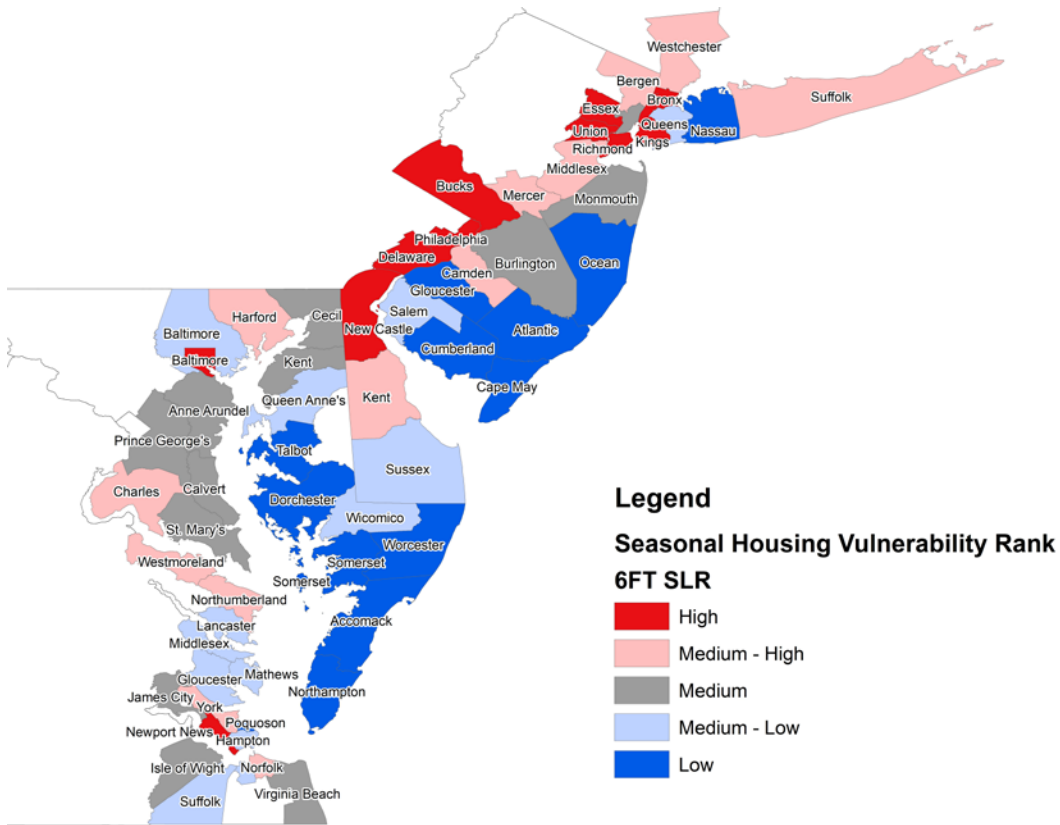 Westchester
Bergen
Suffolk
Essex
Bronx
Queens
Nassau
Union
Richmond
Kings
Middlesex
Bucks
Mercer
Monmouth
Philadelphia
Delaware
Burlington
Ocean
Camden
Gloucester
Salem
Harford
Cecil
New Castle
Atlantic
Baltimore
Cumberland
Baltimore
Kent
Cape May
Queen Anne's
Kent
Anne Arundel
Prince George's
Talbot
Sussex
Charles
Calvert
Dorchester
Wicomico
St. Mary's
Worcester
Westmoreland
Somerset
Somerset
Northumberland
Accomack
Lancaster
Middlesex
Gloucester
Mathews
Northampton
James City
York
Poquoson
Newport News
Hampton
Isle of Wight
Norfolk
Virginia Beach
Suffolk
Legend
Seasonal Housing Vulnerability Rank
6FT SLR
High
Medium - High
Medium
Medium - Low
Low